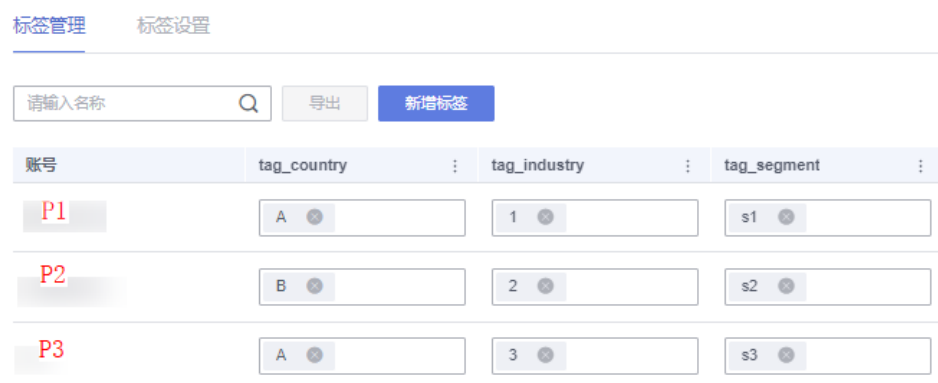 标签管理 标签设置
请输入名称 导出 新增标签
账号 tag_country tag_industry tag_segment
P1 A 1 s1
P2 B 2 s2
P3 A 3 s3